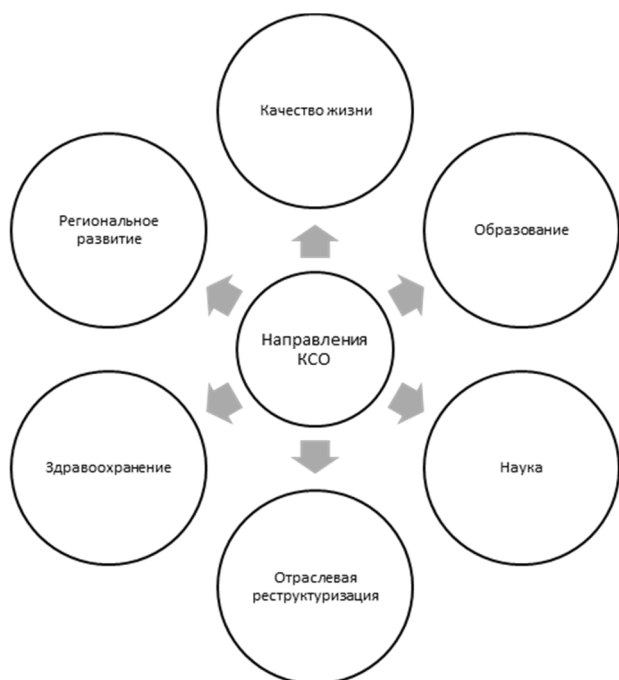 Качество жизни
Региональное
развитие
Образование
Направления
КСО
Здравоохранение
Наука
Отраслевая
реструктуризация